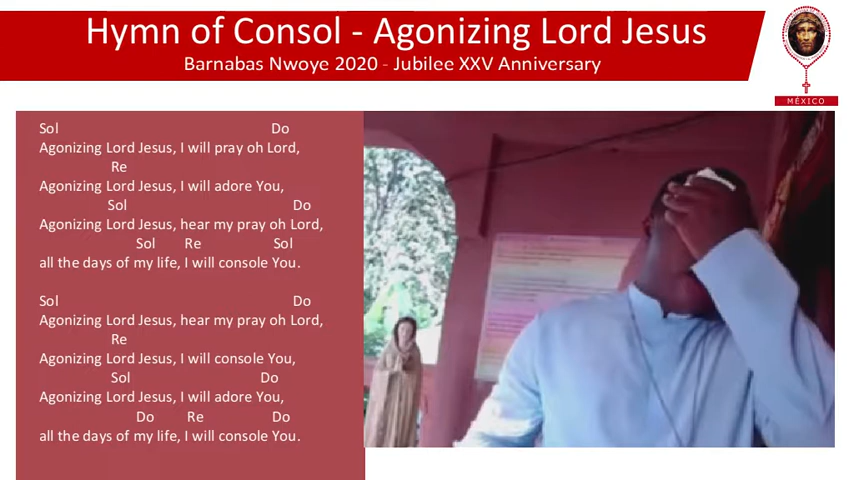 Hymn of Consol - Agonizing Lord Jesus
Barnabas Nwoye 2020 - Jubilee XXV Anniversary
MÉXICO
Sol Do
Agonizing Lord Jesus, I will pray oh Lord,
Re
Agonizing Lord Jesus, I will adore You,
Sol Do
Agonizing Lord Jesus, hear my pray oh Lord,
Sol Re Sol
all the days of my life, I will console You.
Sol Do
Agonizing Lord Jesus, hear my pray oh Lord,
Re
Agonizing Lord Jesus, I will console You,
Sol Do
Agonizing Lord Jesus, I will adore You,
Do Re Do
all the days of my life, I will console You.